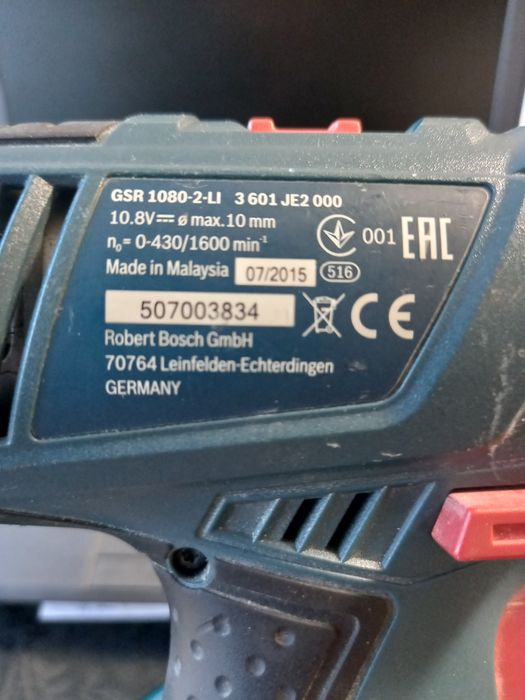 GSR 1080-2-LI 3 601 JE2 000
10.8V⎓ ø max.10 mm
n₀= 0-430/1600 min⁻¹
001 EAC
Made in Malaysia 07/2015 516
507003834 CE
Robert Bosch GmbH
70764 Leinfelden-Echterdingen
GERMANY